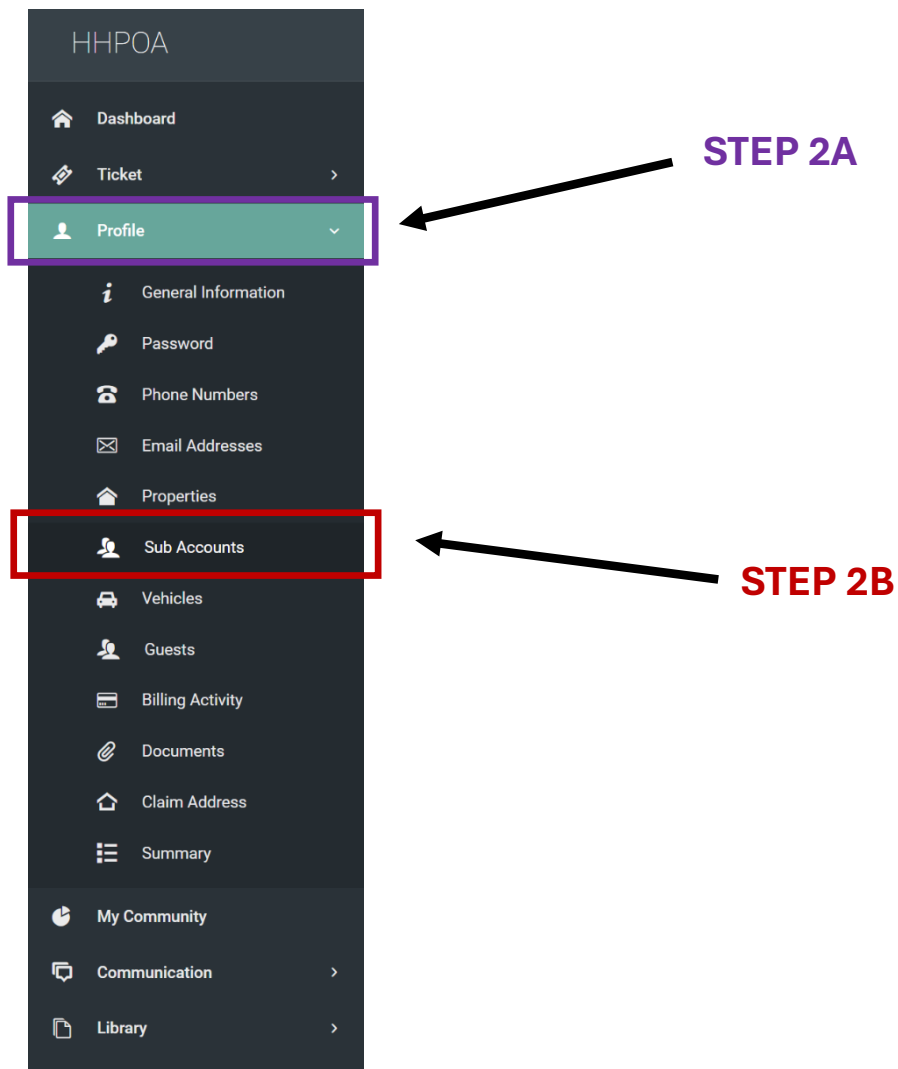 HHPOA
Dashboard
STEP 2A
Ticket
Profile
General Information
Password
Phone Numbers
Email Addresses
Properties
Sub Accounts
STEP 2B
Vehicles
Guests
Billing Activity
Documents
Claim Address
Summary
My Community
Communication
Library